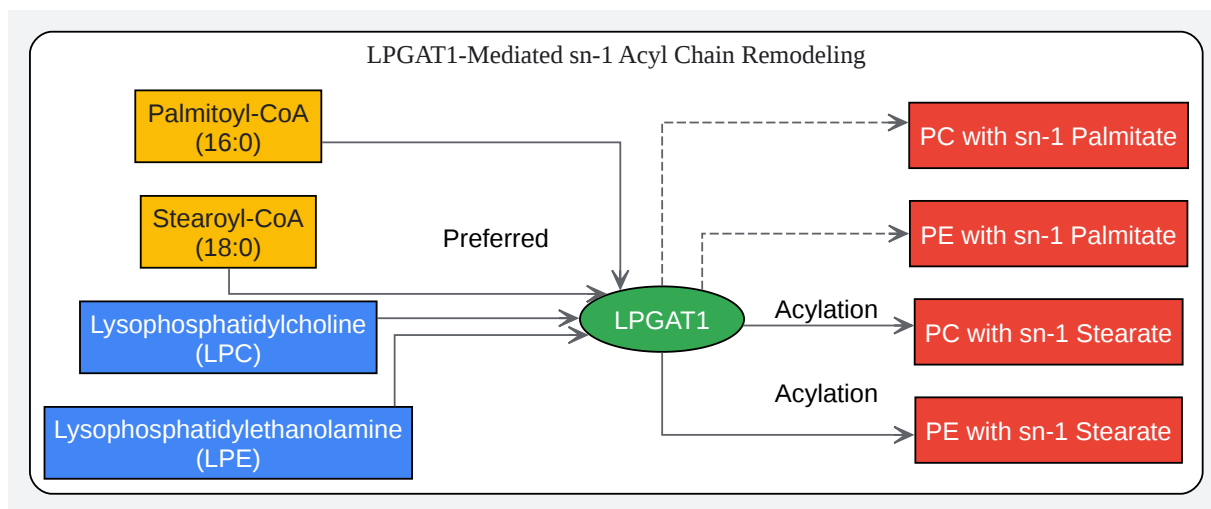 LPGAT1-Mediated sn-1 Acyl Chain Remodeling
Palmitoyl-CoA
(16:0)
Stearoyl-CoA
(18:0)
Preferred
Lysophosphatidylcholine
(LPC)
Lysophosphatidylethanolamine
(LPE)
LPGAT1
PC with sn-1 Palmitate
PE with sn-1 Palmitate
Acylation
PC with sn-1 Stearate
Acylation
PE with sn-1 Stearate